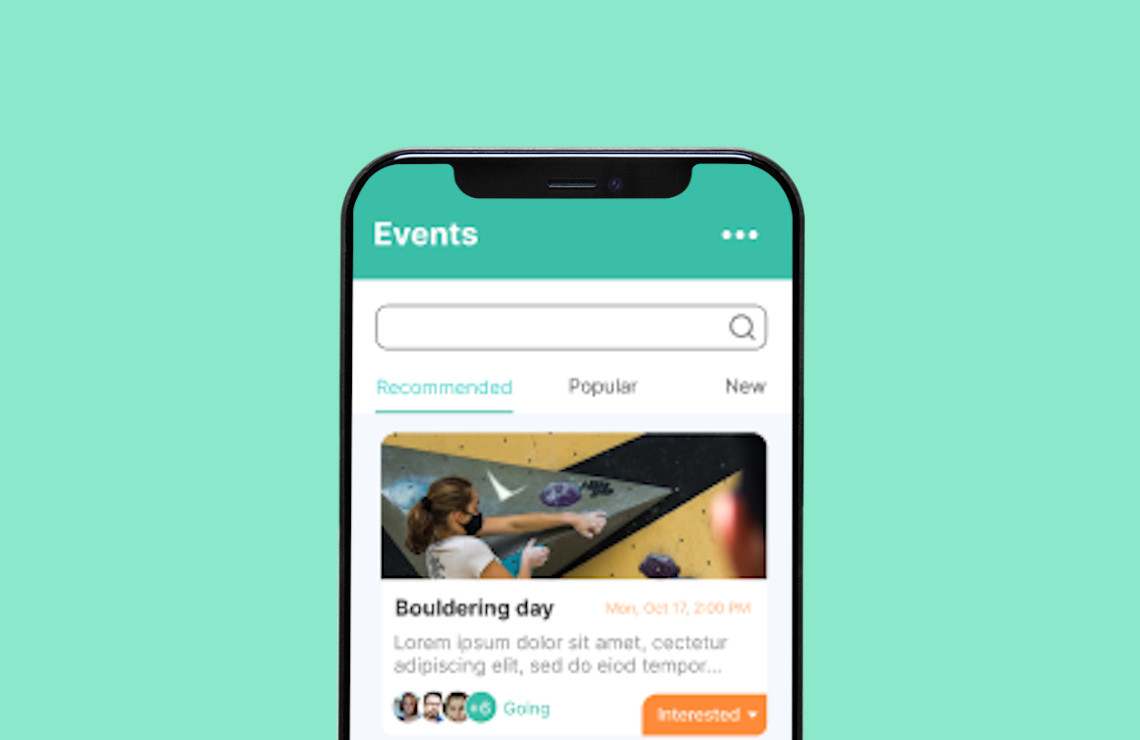 Events
Recommended Popular New
Bouldering day Mon, Oct 17, 2:00 PM
Lorem ipsum dolor sit amet, cectetur
adipiscing elit, sed do eiod tempor...
+6 Going Interested